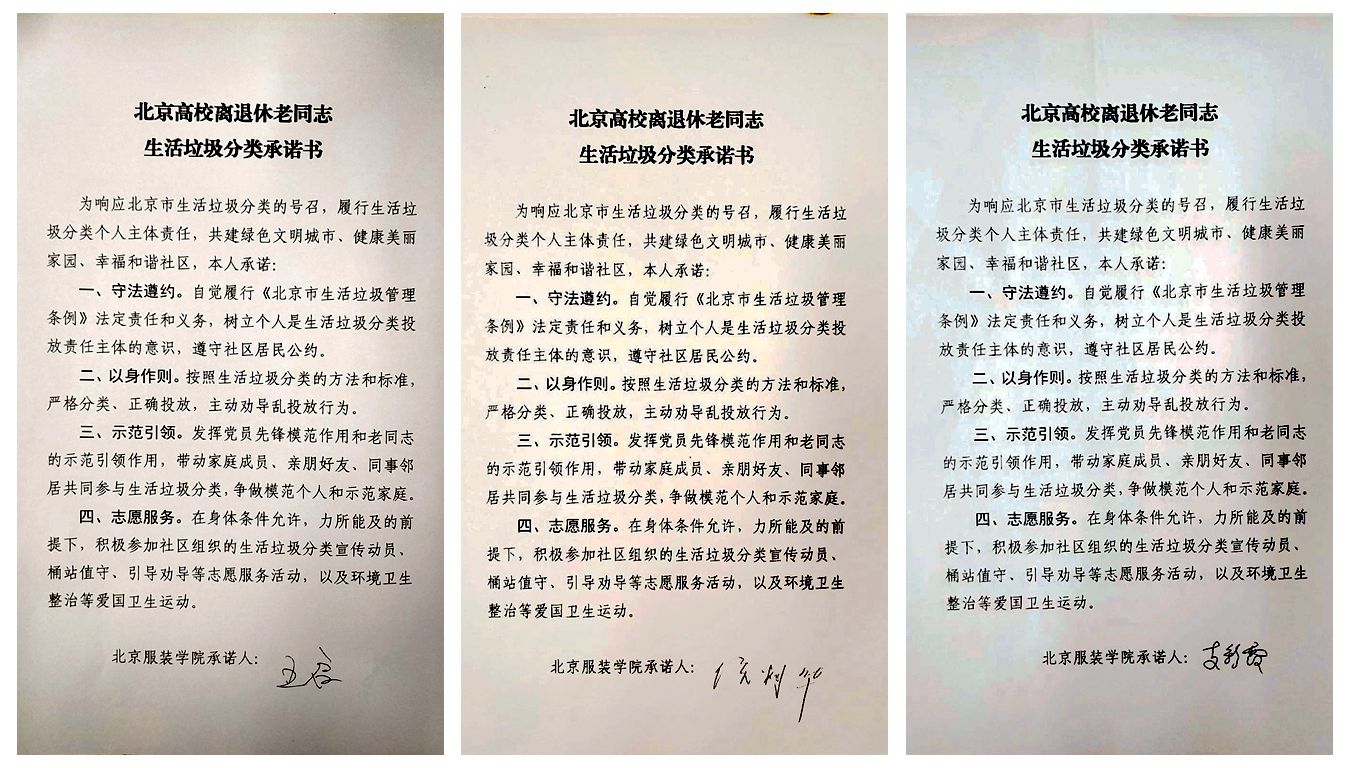 北京高校离退休老同志
生活垃圾分类承诺书
为响应北京市生活垃圾分类的号召，履行生活垃
圾分类个人主体责任，共建绿色文明城市、健康美丽
家园、幸福和谐社区，本人承诺：
一、守法遵约。自觉履行《北京市生活垃圾管理
条例》法定责任和义务，树立个人是生活垃圾分类投
放责任主体的意识，遵守社区居民公约。
二、以身作则。按照生活垃圾分类的方法和标准，
严格分类、正确投放，主动劝导乱投放行为。
三、示范引领。发挥党员先锋模范作用和老同志
的示范引领作用，带动家庭成员、亲朋好友、同事邻
居共同参与生活垃圾分类，争做模范个人和示范家庭。
四、志愿服务。在身体条件允许，力所能及的前
提下，积极参加社区组织的生活垃圾分类宣传动员、
桶站值守、引导劝导等志愿服务活动，以及环境卫生
整治等爱国卫生运动。
北京服装学院承诺人：
北京高校离退休老同志
生活垃圾分类承诺书
为响应北京市生活垃圾分类的号召，履行生活垃
圾分类个人主体责任，共建绿色文明城市、健康美丽
家园、幸福和谐社区，本人承诺：
一、守法遵约。自觉履行《北京市生活垃圾管理
条例》法定责任和义务，树立个人是生活垃圾分类投
放责任主体的意识，遵守社区居民公约。
二、以身作则。按照生活垃圾分类的方法和标准，
严格分类、正确投放，主动劝导乱投放行为。
三、示范引领。发挥党员先锋模范作用和老同志
的示范引领作用，带动家庭成员、亲朋好友、同事邻
居共同参与生活垃圾分类，争做模范个人和示范家庭。
四、志愿服务。在身体条件允许，力所能及的前
提下，积极参加社区组织的生活垃圾分类宣传动员、
桶站值守、引导劝导等志愿服务活动，以及环境卫生
整治等爱国卫生运动。
北京服装学院承诺人：
北京高校离退休老同志
生活垃圾分类承诺书
为响应北京市生活垃圾分类的号召，履行生活垃
圾分类个人主体责任，共建绿色文明城市、健康美丽
家园、幸福和谐社区，本人承诺：
一、守法遵约。自觉履行《北京市生活垃圾管理
条例》法定责任和义务，树立个人是生活垃圾分类投
放责任主体的意识，遵守社区居民公约。
二、以身作则。按照生活垃圾分类的方法和标准，
严格分类、正确投放，主动劝导乱投放行为。
三、示范引领。发挥党员先锋模范作用和老同志
的示范引领作用，带动家庭成员、亲朋好友、同事邻
居共同参与生活垃圾分类，争做模范个人和示范家庭。
四、志愿服务。在身体条件允许，力所能及的前
提下，积极参加社区组织的生活垃圾分类宣传动员、
桶站值守、引导劝导等志愿服务活动，以及环境卫生
整治等爱国卫生运动。
北京服装学院承诺人：